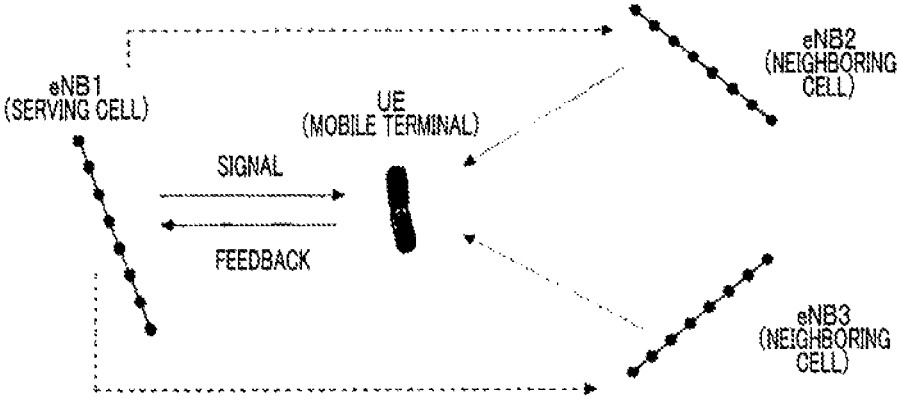 eNB1
(SERVING CELL)
UE
(MOBILE TERMINAL)
SIGNAL
FEEDBACK
eNB2
(NEIGHBORING
CELL)
eNB3
(NEIGHBORING
CELL)